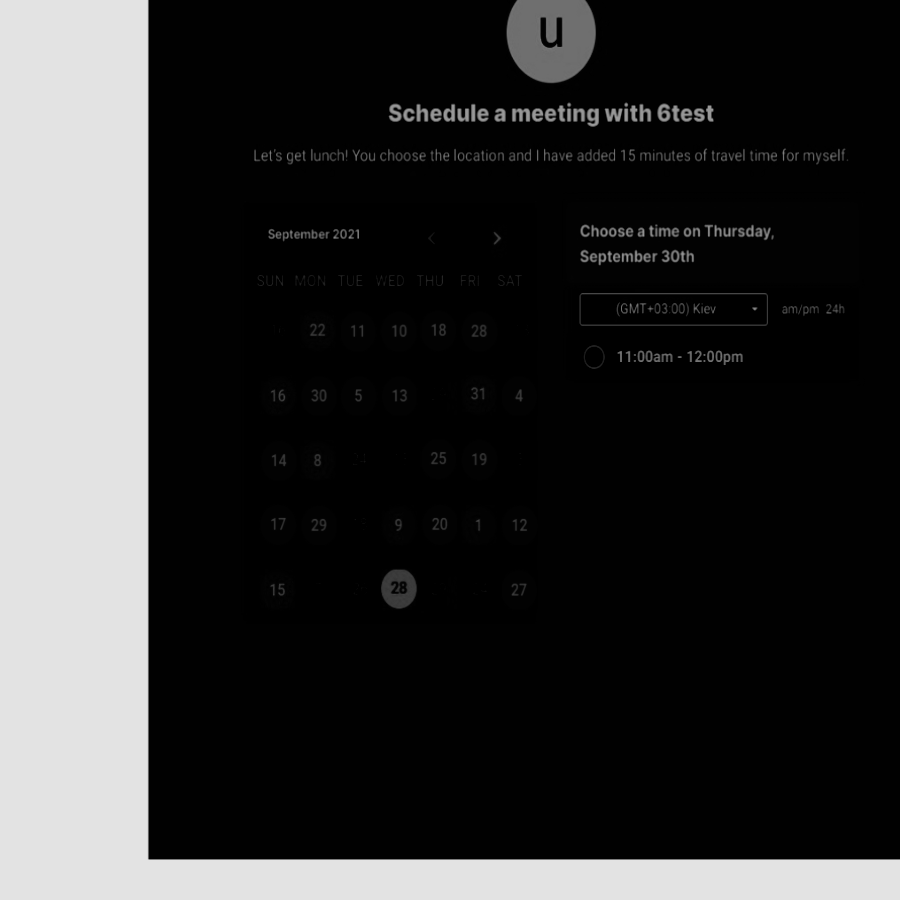 u
Schedule a meeting with 6test
Let's get lunch! You choose the location and I have added 15 minutes of travel time for myself.
September 2021
SUN MON TUE WED THU FRI SAT
22 11 10 18 28
16 30 5 13 31 4
14 8 25 19
17 29 9 20 1 12
15 28 27
Choose a time on Thursday,
September 30th
(GMT+03:00) Kiev
am/pm 24h
11:00am - 12:00pm